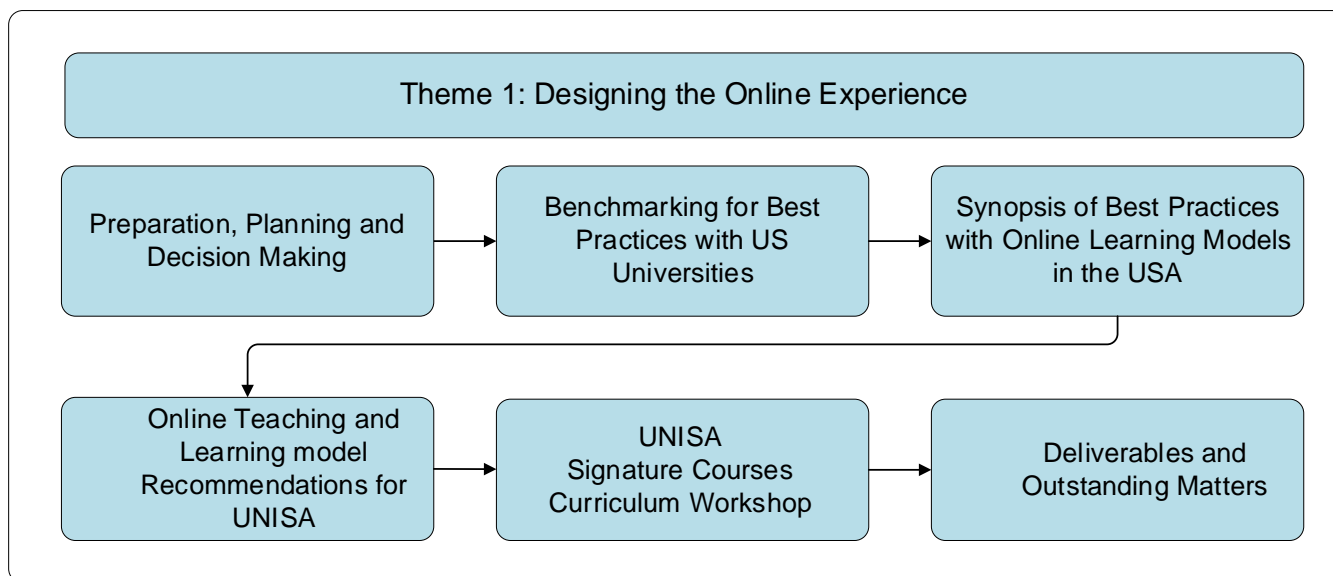 Theme 1: Designing the Online Experience
Preparation, Planning and
Decision Making
Benchmarking for Best
Practices with US
Universities
Synopsis of Best Practices
with Online Learning Models
in the USA
Online Teaching and
Learning model
Recommendations for
UNISA
UNISA
Signature Courses
Curriculum Workshop
Deliverables and
Outstanding Matters